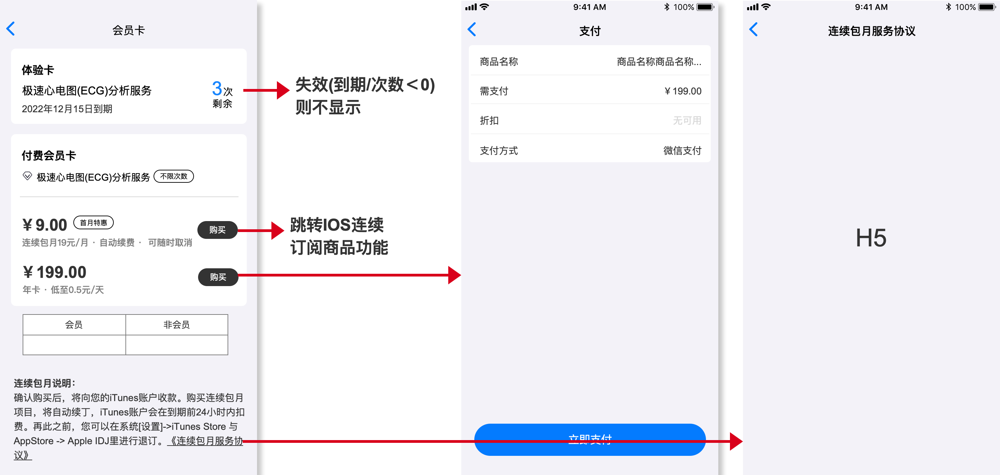 会员卡
体验卡
极速心电图(ECG)分析服务
2022年12月15日到期
3次
剩余
付费会员卡
极速心电图(ECG)分析服务 不限次数
¥ 9.00 首月特惠
连续包月19元/月 · 自动续费 · 可随时取消
购买
¥ 199.00
年卡 · 低至0.5元/天
购买
会员 非会员
连续包月说明：
确认购买后，将向您的iTunes账户收款。购买连续包月
项目，将自动续丁，iTunes账户会在到期前24小时内扣
费。再此之前，您可以在系统[设置]->iTunes Store 与
AppStore -> Apple IDJ里进行退订。《连续包月服务协
议》
失效(到期/次数＜0)
则不显示
跳转IOS连续
订阅商品功能
9:41 AM 100%
支付
商品名称 商品名称商品名称...
需支付 ¥ 199.00
折扣 无可用
支付方式 微信支付
立即支付
9:41 AM 100%
连续包月服务协议
H5